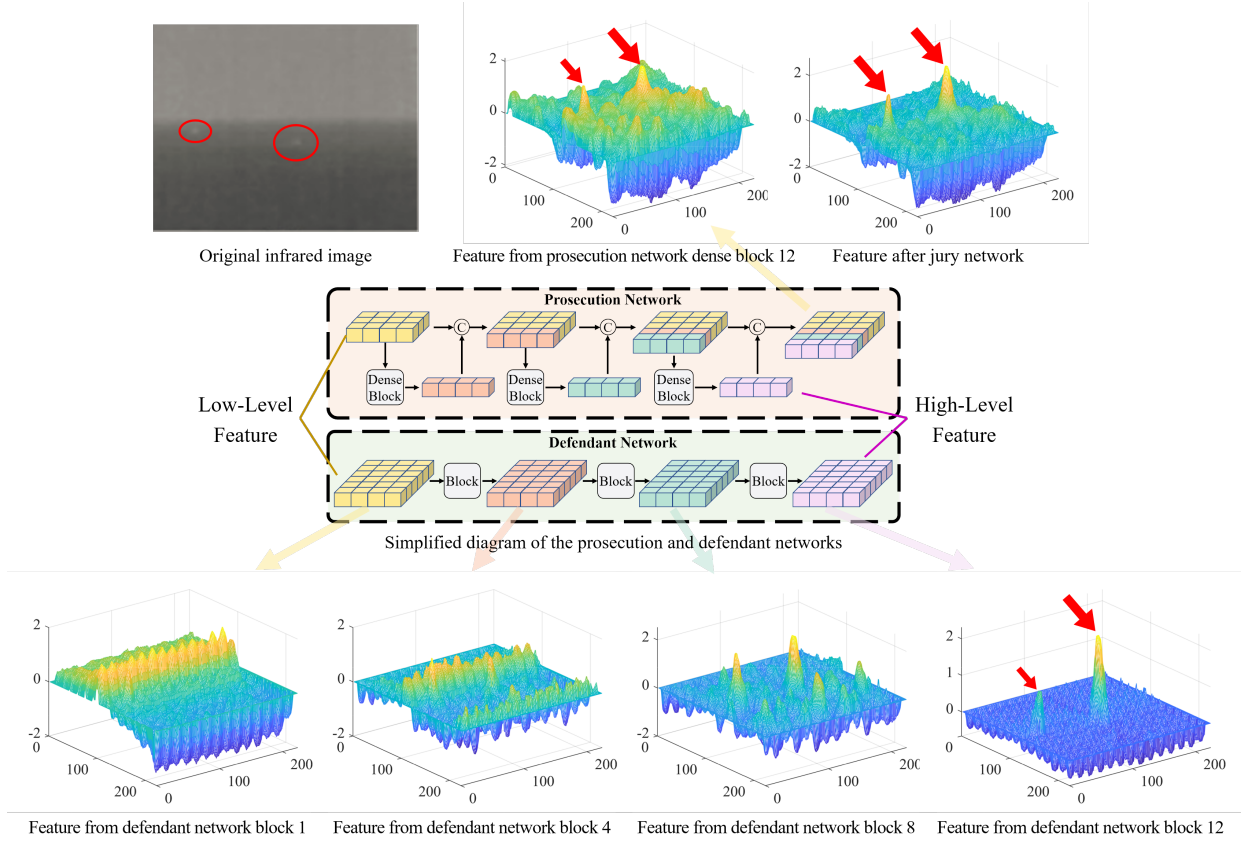 2
0
-2
0
100
200
0
100
200
2
0
-2
0
100
200
0
100
200
Original infrared image
Feature from prosecution network dense block 12
Feature after jury network
Prosecution Network
C
C
C
Dense
Block
Dense
Block
Dense
Block
Low-Level
Feature
High-Level
Feature
Defendant Network
Block
Block
Block
Simplified diagram of the prosecution and defendant networks
2
0
-2
0
100
200
0
100
200
2
0
-2
0
100
200
0
100
200
2
0
-2
0
100
200
0
100
200
2
1
0
0
100
200
0
100
200
Feature from defendant network block 1
Feature from defendant network block 4
Feature from defendant network block 8
Feature from defendant network block 12